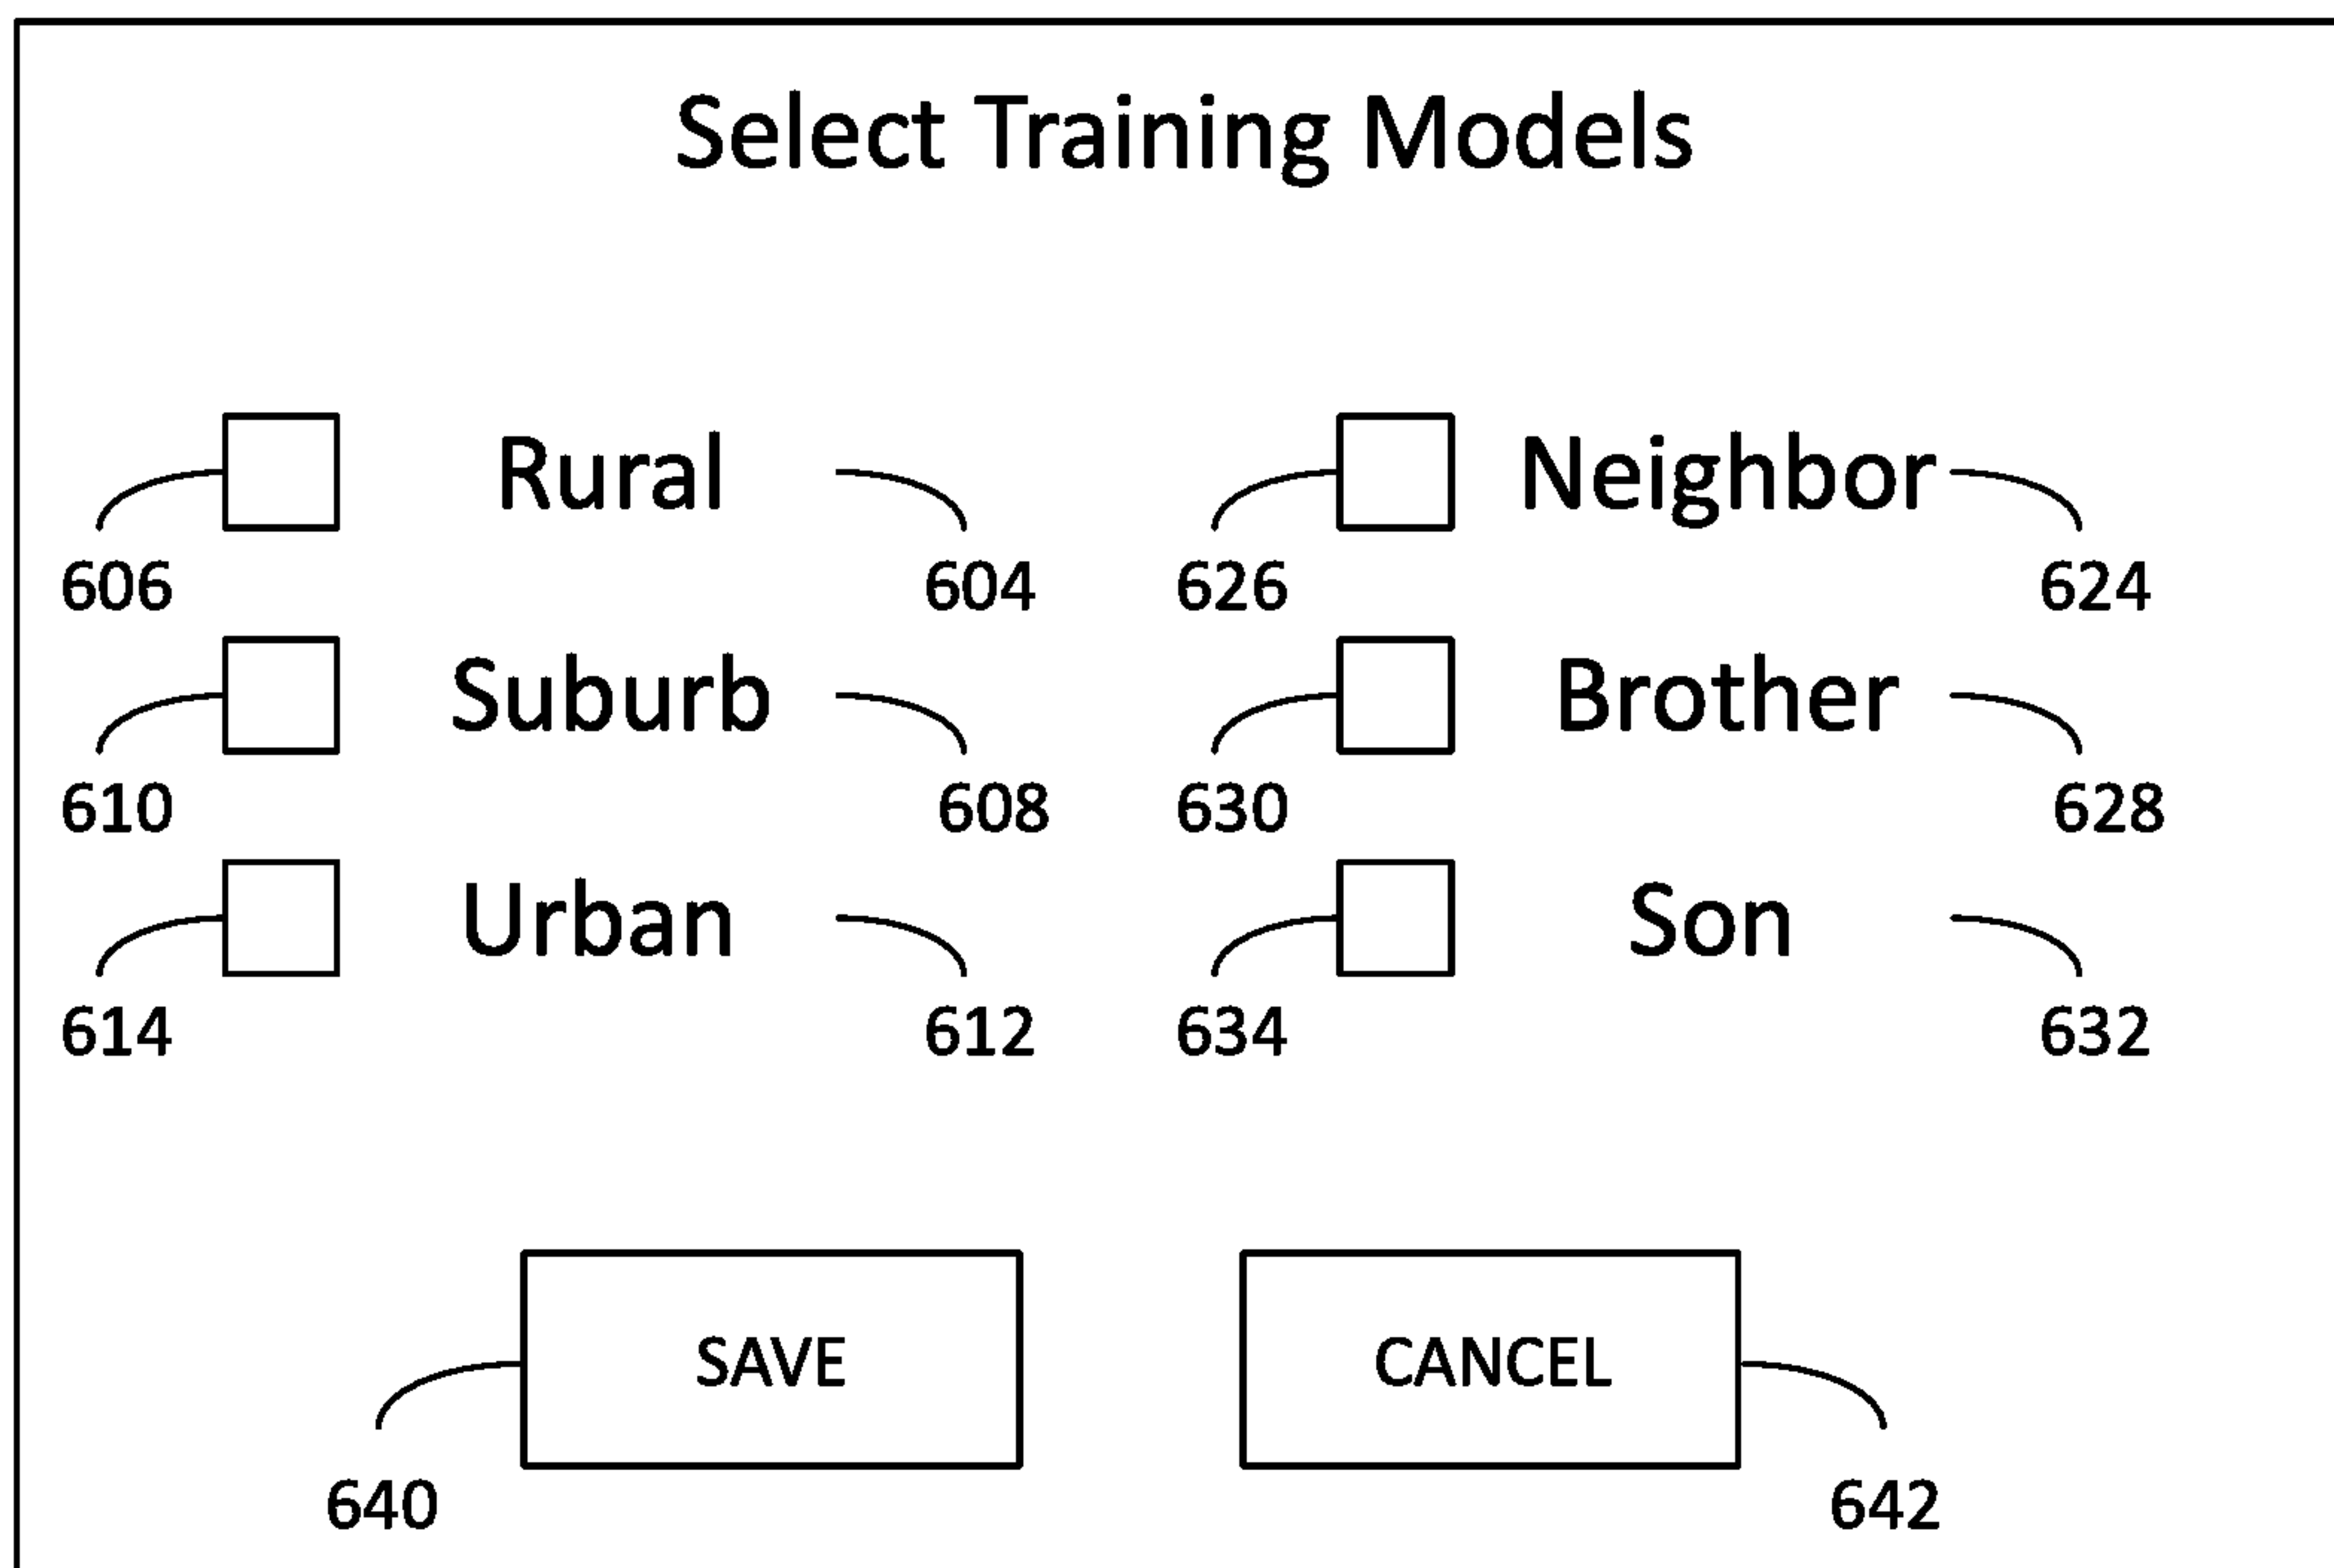 Select Training Models
Rural Neighbor
606 604 626 624
Suburb Brother
610 608 630 628
Urban Son
614 612 634 632
SAVE CANCEL
640 642